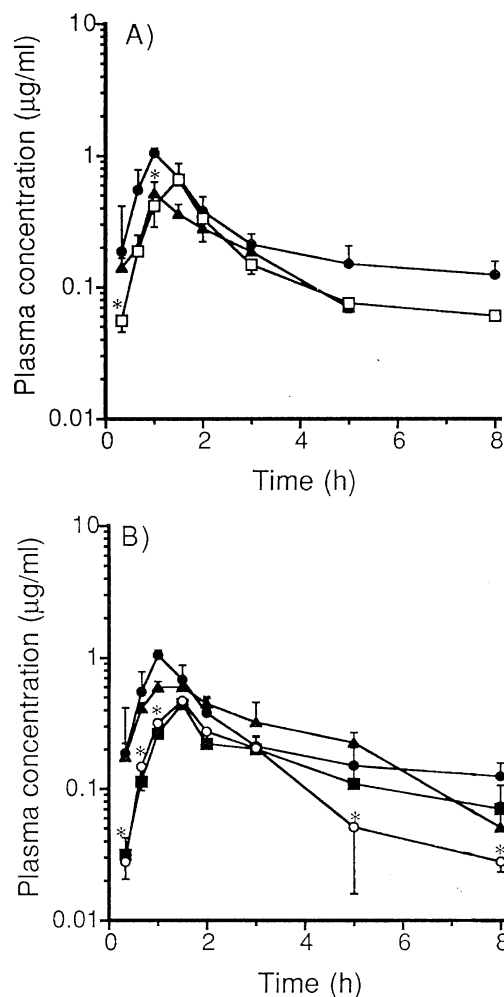 A)
Plasma concentration (μg/ml)
10
1
0.1
0.01
*
*
0 2 4 6 8
Time (h)
B)
Plasma concentration (μg/ml)
10
1
0.1
0.01
*
*
*
*
*
0 2 4 6 8
Time (h)